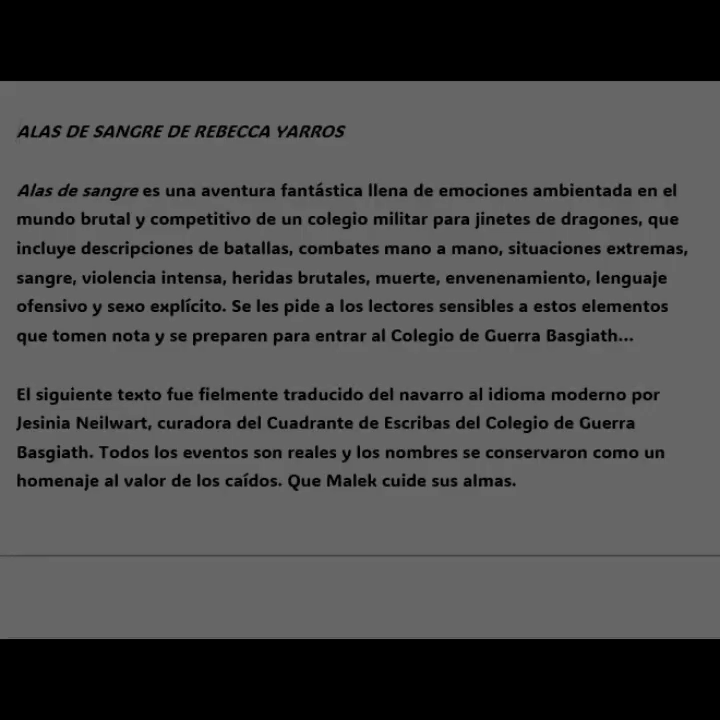 ALAS DE SANGRE DE REBECCA YARROS
Alas de sangre es una aventura fantástica llena de emociones ambientada en el
mundo brutal y competitivo de un colegio militar para jinetes de dragones, que
incluye descripciones de batallas, combates mano a mano, situaciones extremas,
sangre, violencia intensa, heridas brutales, muerte, envenenamiento, lenguaje
ofensivo y sexo explícito. Se les pide a los lectores sensibles a estos elementos
que tomen nota y se preparen para entrar al Colegio de Guerra Basgiath...
El siguiente texto fue fielmente traducido del navarro al idioma moderno por
Jesinia Neilwart, curadora del Cuadrante de Escribas del Colegio de Guerra
Basgiath. Todos los eventos son reales y los nombres se conservaron como un
homenaje al valor de los caídos. Que Malek cuide sus almas.